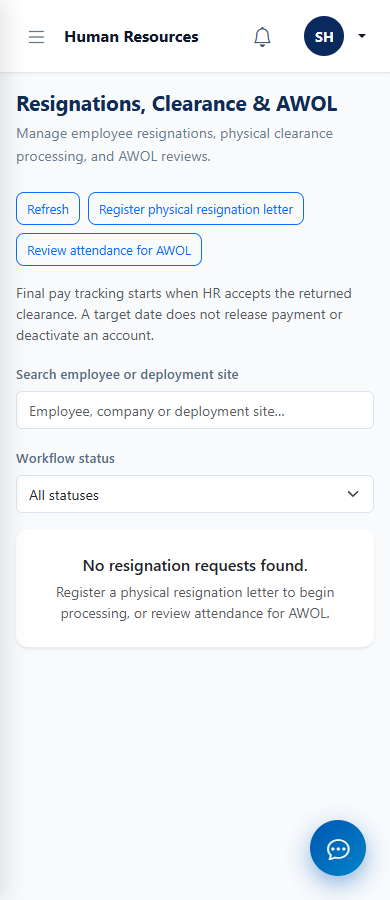 Human Resources
SH
Resignations, Clearance & AWOL
Manage employee resignations, physical clearance
processing, and AWOL reviews.
Refresh
Register physical resignation letter
Review attendance for AWOL
Final pay tracking starts when HR accepts the returned
clearance. A target date does not release payment or
deactivate an account.
Search employee or deployment site
Employee, company or deployment site...
Workflow status
All statuses
No resignation requests found.
Register a physical resignation letter to begin
processing, or review attendance for AWOL.